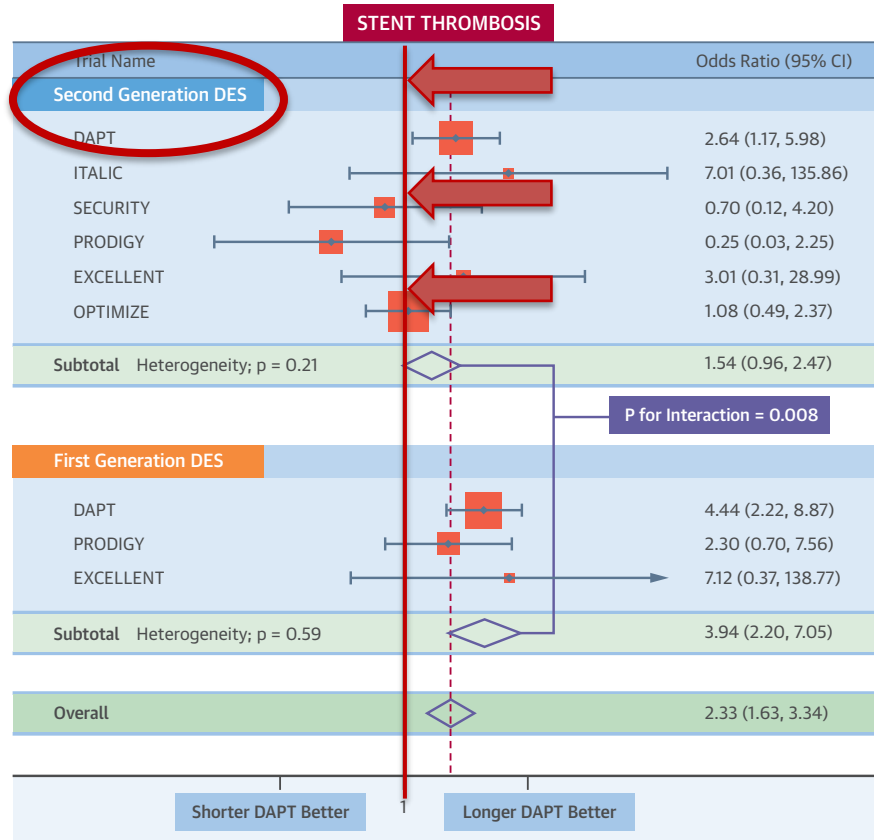 STENT THROMBOSIS
Trial Name Odds Ratio (95% CI)
Second Generation DES
DAPT 2.64 (1.17, 5.98)
ITALIC 7.01 (0.36, 135.86)
SECURITY 0.70 (0.12, 4.20)
PRODIGY 0.25 (0.03, 2.25)
EXCELLENT 3.01 (0.31, 28.99)
OPTIMIZE 1.08 (0.49, 2.37)
Subtotal Heterogeneity; p = 0.21 1.54 (0.96, 2.47)
P for Interaction = 0.008
First Generation DES
DAPT 4.44 (2.22, 8.87)
PRODIGY 2.30 (0.70, 7.56)
EXCELLENT 7.12 (0.37, 138.77)
Subtotal Heterogeneity; p = 0.59 3.94 (2.20, 7.05)
Overall 2.33 (1.63, 3.34)
Shorter DAPT Better 1 Longer DAPT Better